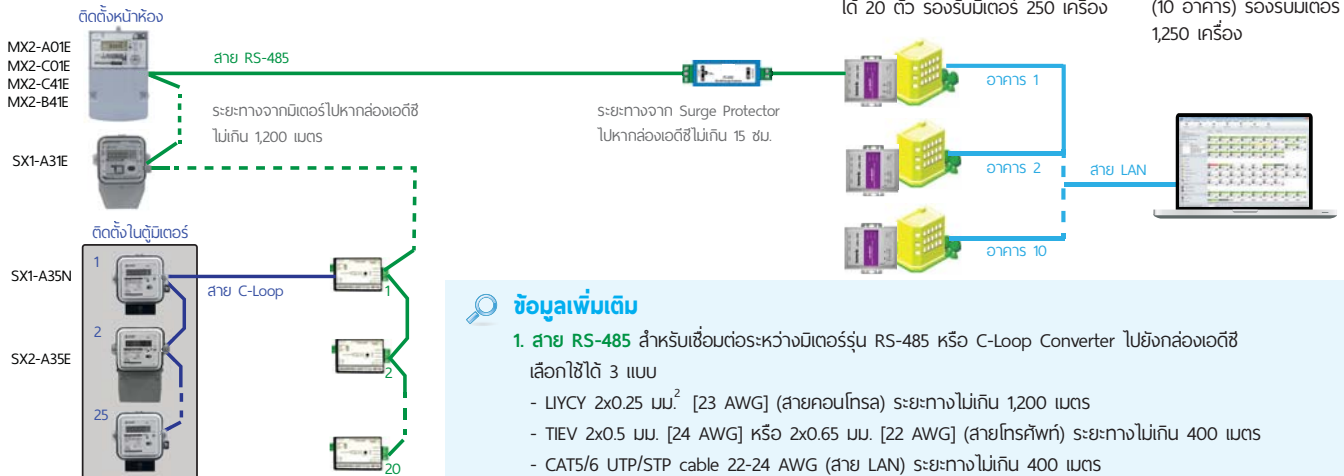 ได้ 20 ตัว รองรับมิเตอร์ 250 เครื่อง
(10 อาคาร) รองรับมิเตอร์
1,250 เครื่อง
ติดตั้งหน้าห้อง
MX2-A01E
MX2-C01E
MX2-C41E
MX2-B41E
สาย RS-485
ระยะทางจากมิเตอร์ไปหากล่องเอดีซี
ไม่เกิน 1,200 เมตร
ระยะทางจาก Surge Protector
ไปหากล่องเอดีซีไม่เกิน 15 ซม.
อาคาร 1
SX1-A31E
อาคาร 2
สาย LAN
ติดตั้งในตู้มิเตอร์
อาคาร 10
1
SX1-A35N
สาย C-Loop
1
2
SX2-A35E
2
25
20
ข้อมูลเพิ่มเติม
1. สาย RS-485 สำหรับเชื่อมต่อระหว่างมิเตอร์รุ่น RS-485 หรือ C-Loop Converter ไปยังกล่องเอดีซี
เลือกใช้ได้ 3 แบบ
- LIYCY 2x0.25 มม.² [23 AWG] (สายคอนโทรล) ระยะทางไม่เกิน 1,200 เมตร
- TIEV 2x0.5 มม. [24 AWG] หรือ 2x0.65 มม. [22 AWG] (สายโทรศัพท์) ระยะทางไม่เกิน 400 เมตร
- CAT5/6 UTP/STP cable 22-24 AWG (สาย LAN) ระยะทางไม่เกิน 400 เมตร